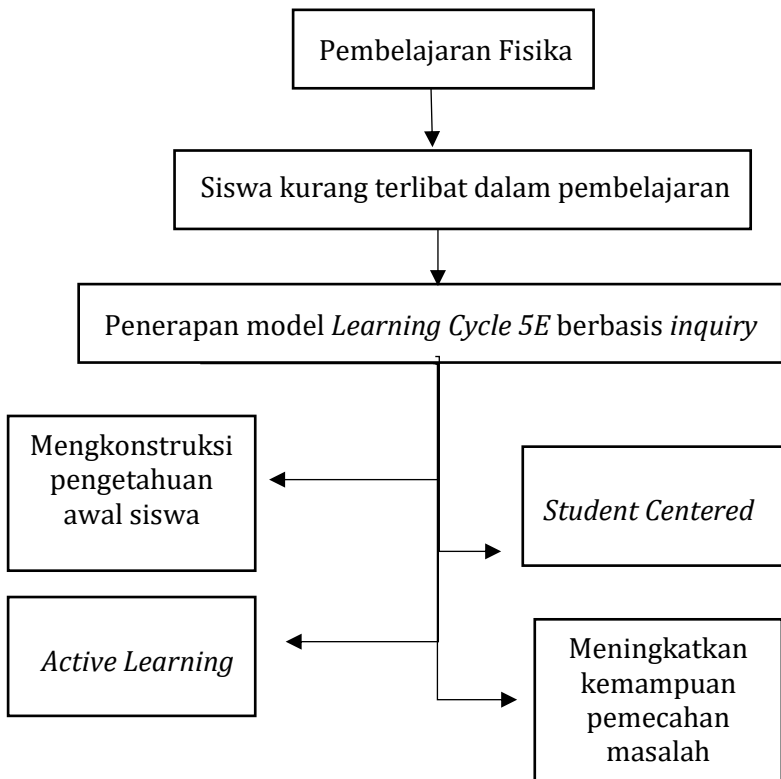 Pembelajaran Fisika
Siswa kurang terlibat dalam pembelajaran
Penerapan model Learning Cycle 5E berbasis inquiry
Mengkonstruksi
pengetahuan
awal siswa
Student Centered
Active Learning
Meningkatkan
kemampuan
pemecahan
masalah